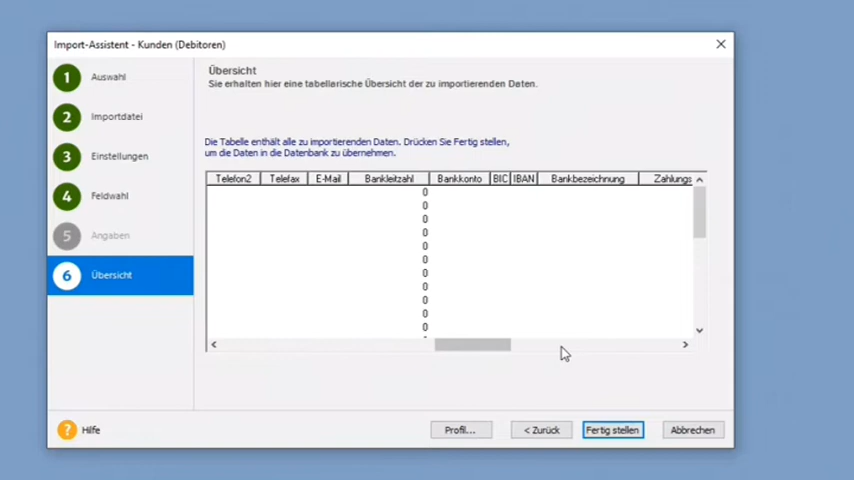 Import-Assistent - Kunden (Debitoren)
1 Auswahl
2 Importdatei
3 Einstellungen
4 Feldwahl
5 Angaben
6 Übersicht
Übersicht
Sie erhalten hier eine tabellarische Übersicht der zu importierenden Daten.
Die Tabelle enthält alle zu importierenden Daten. Drücken Sie Fertig stellen,
um die Daten in die Datenbank zu übernehmen.
Telefon2 Telefax E-Mail Bankleitzahl Bankkonto BIC IBAN Bankbezeichnung Zahlungs
0
0
0
0
0
0
0
0
0
0
0
? Hilfe
Profil... < Zurück Fertig stellen Abbrechen